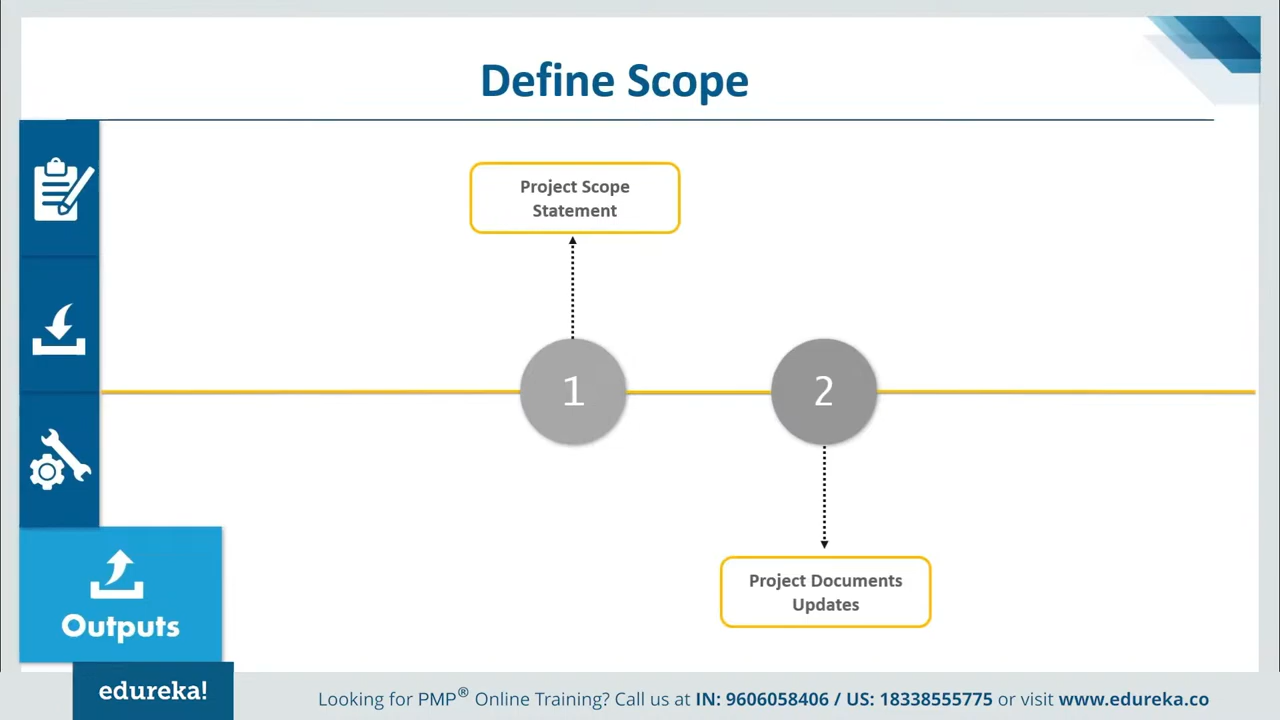 Define Scope
Project Scope
Statement
1
2
Project Documents
Updates
Outputs
edureka!
Looking for PMP® Online Training? Call us at IN: 9606058406 / US: 18338555775 or visit www.edureka.co